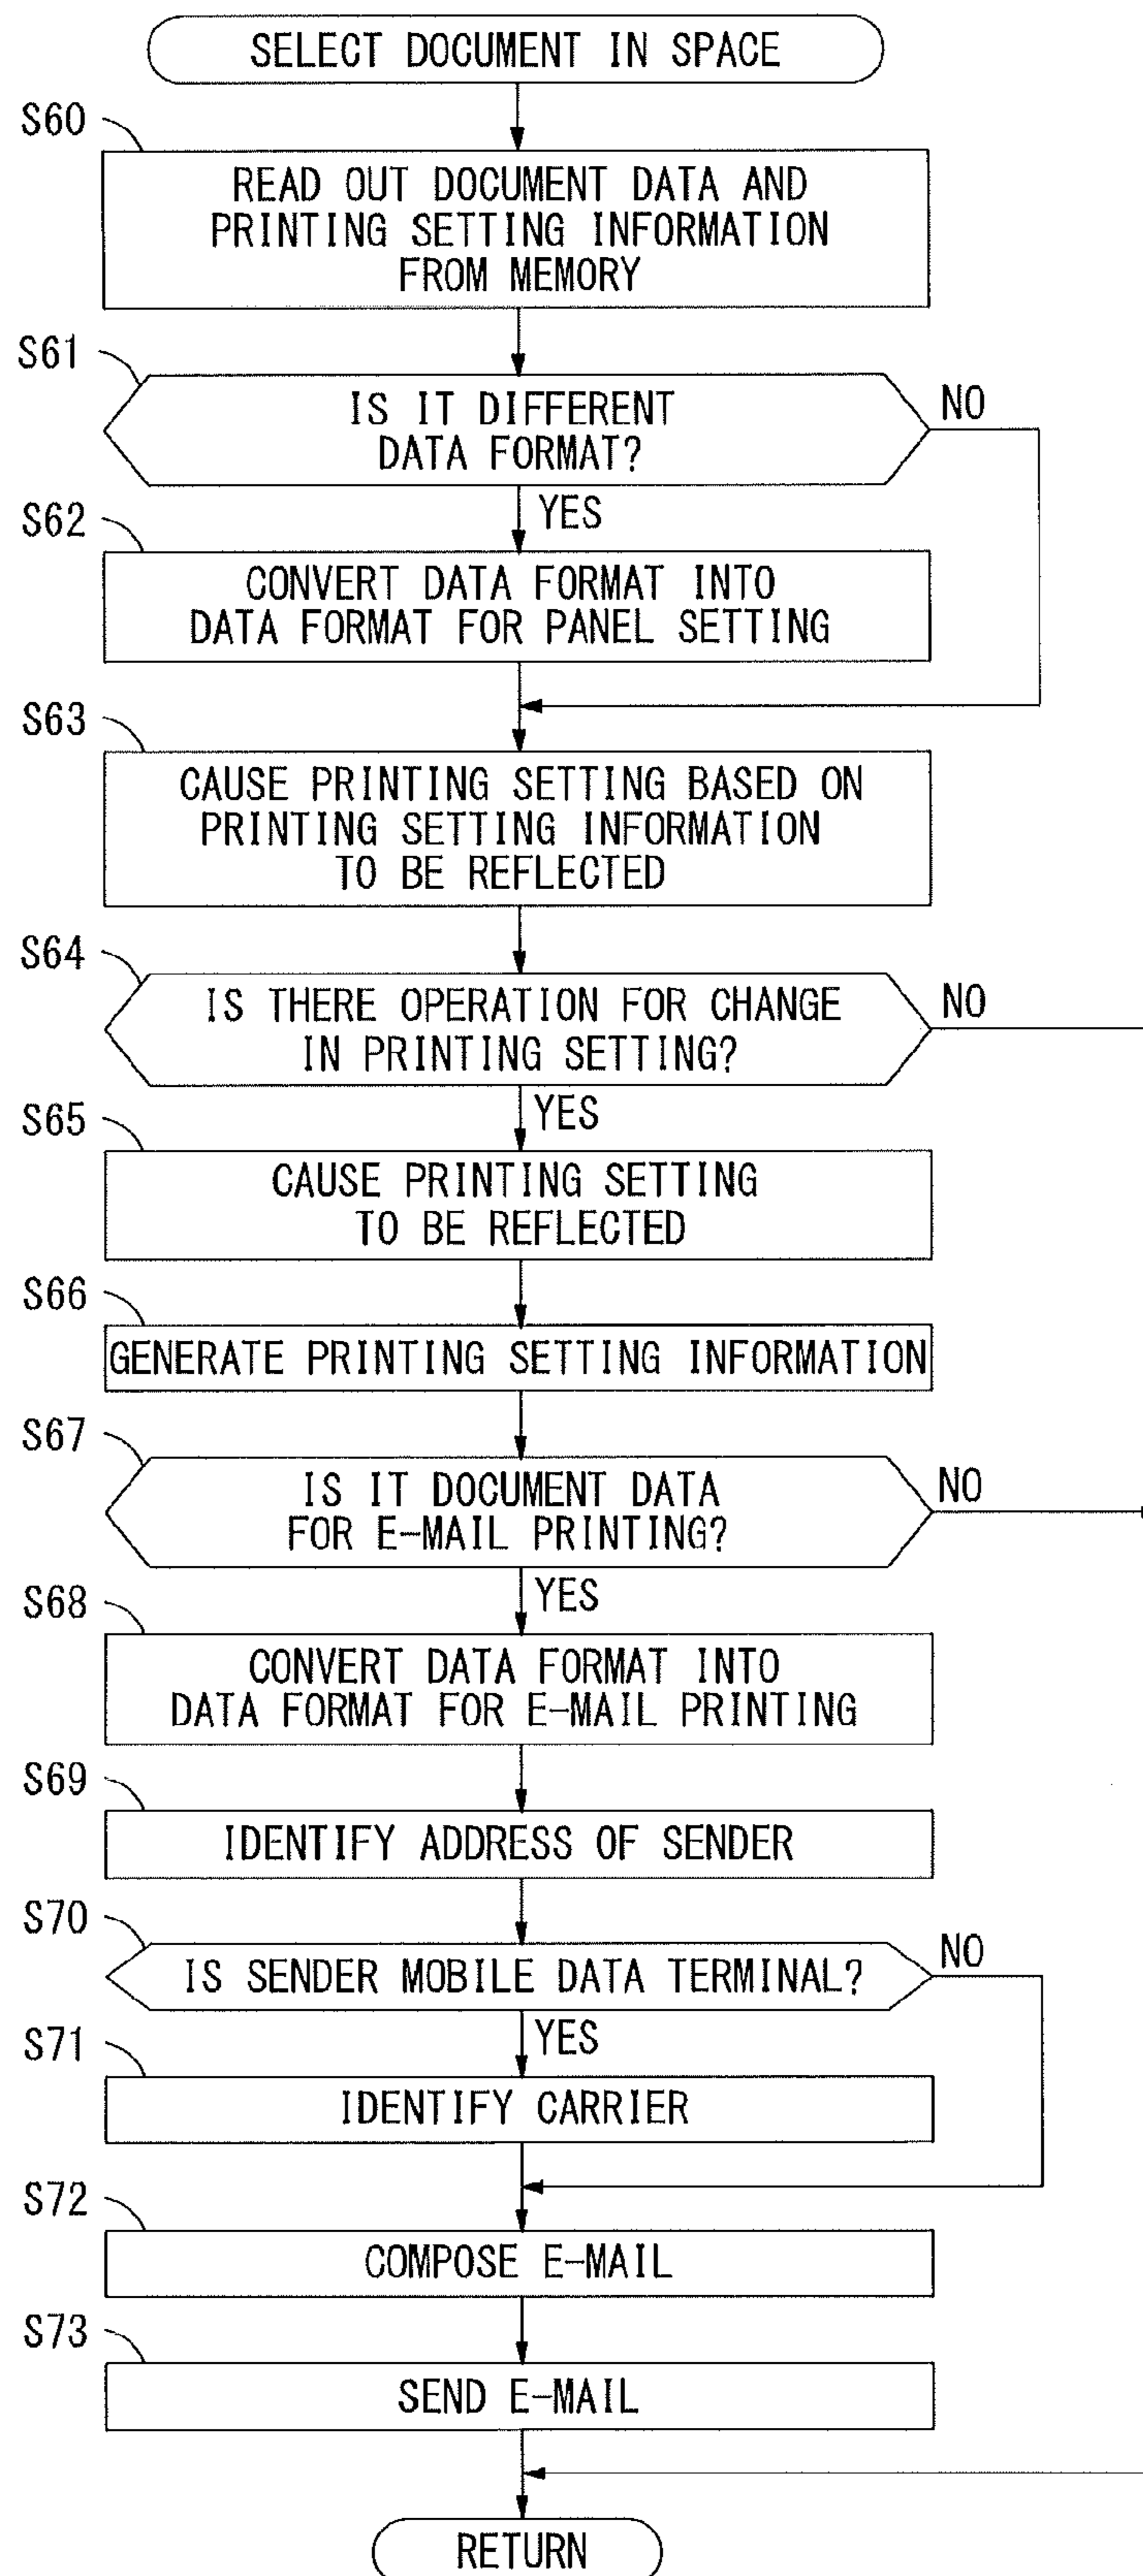 SELECT DOCUMENT IN SPACE
S60
READ OUT DOCUMENT DATA AND
PRINTING SETTING INFORMATION
FROM MEMORY
S61
IS IT DIFFERENT
DATA FORMAT?
NO
YES
S62
CONVERT DATA FORMAT INTO
DATA FORMAT FOR PANEL SETTING
S63
CAUSE PRINTING SETTING BASED ON
PRINTING SETTING INFORMATION
TO BE REFLECTED
S64
IS THERE OPERATION FOR CHANGE
IN PRINTING SETTING?
NO
YES
S65
CAUSE PRINTING SETTING
TO BE REFLECTED
S66
GENERATE PRINTING SETTING INFORMATION
S67
IS IT DOCUMENT DATA
FOR E-MAIL PRINTING?
NO
YES
S68
CONVERT DATA FORMAT INTO
DATA FORMAT FOR E-MAIL PRINTING
S69
IDENTIFY ADDRESS OF SENDER
S70
IS SENDER MOBILE DATA TERMINAL?
NO
YES
S71
IDENTIFY CARRIER
S72
COMPOSE E-MAIL
S73
SEND E-MAIL
RETURN